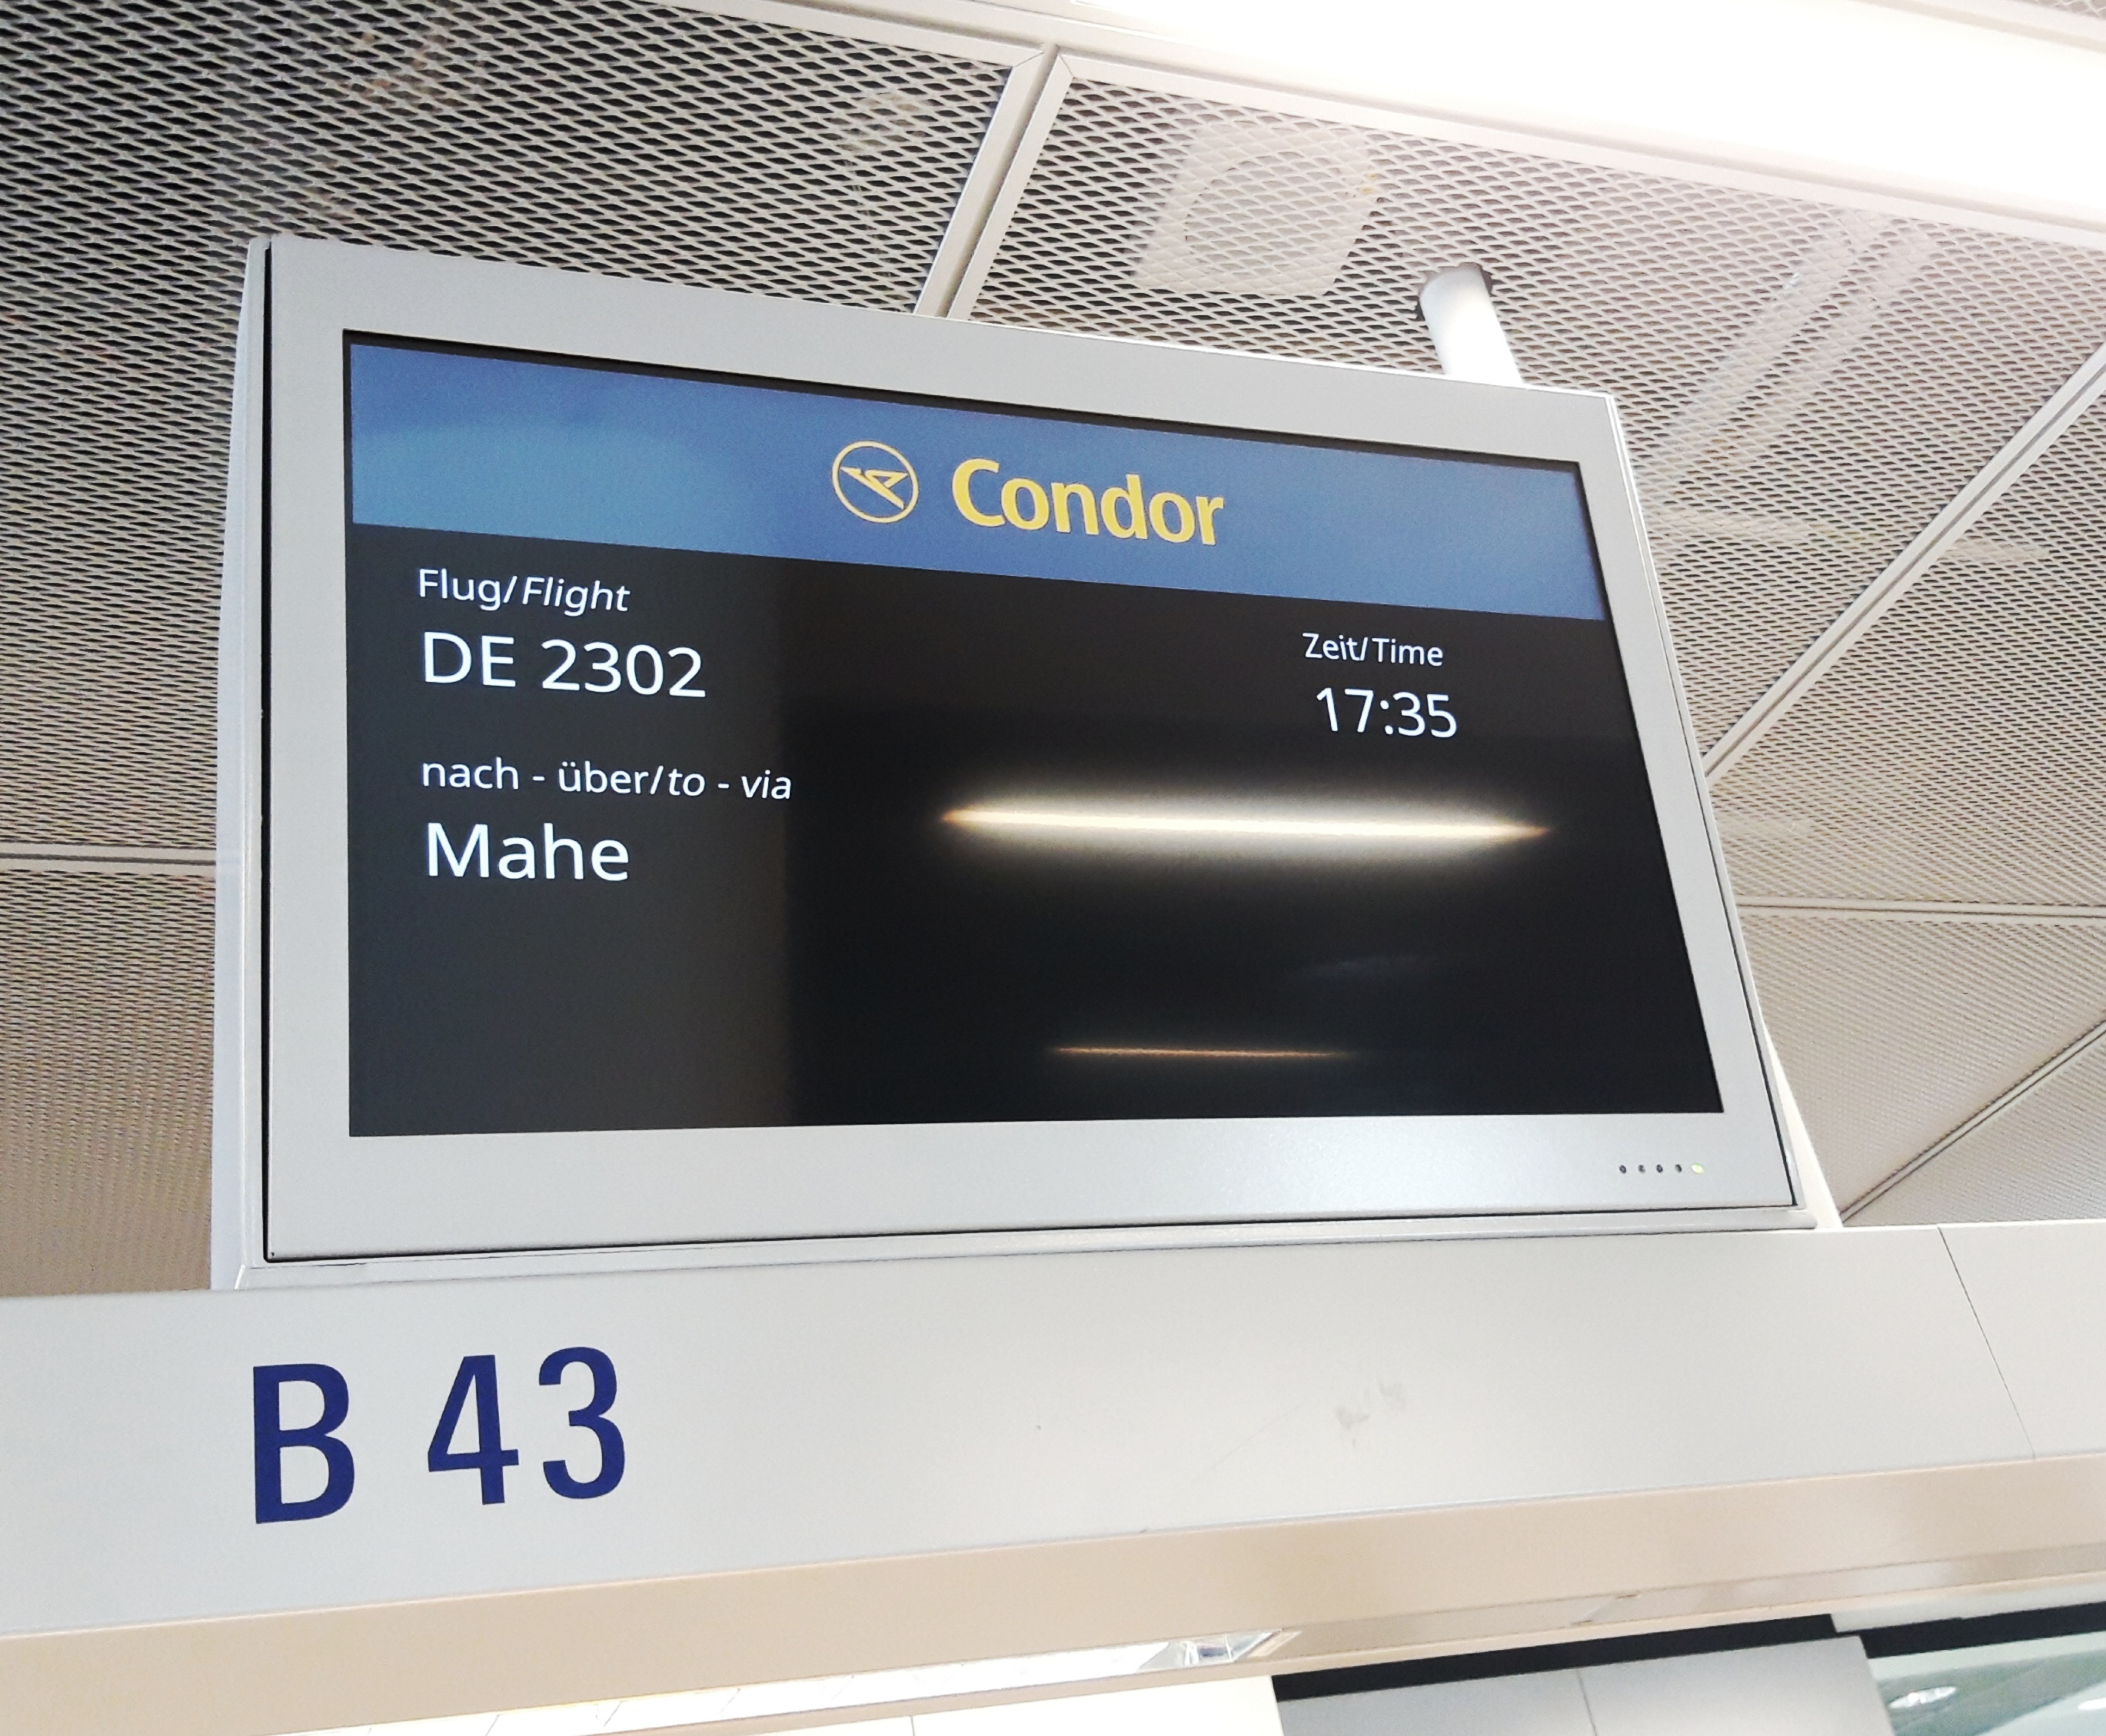 Condor
Flug/Flight
DE 2302
Zeit/Time
17:35
nach - über/to - via
Mahe
B 43